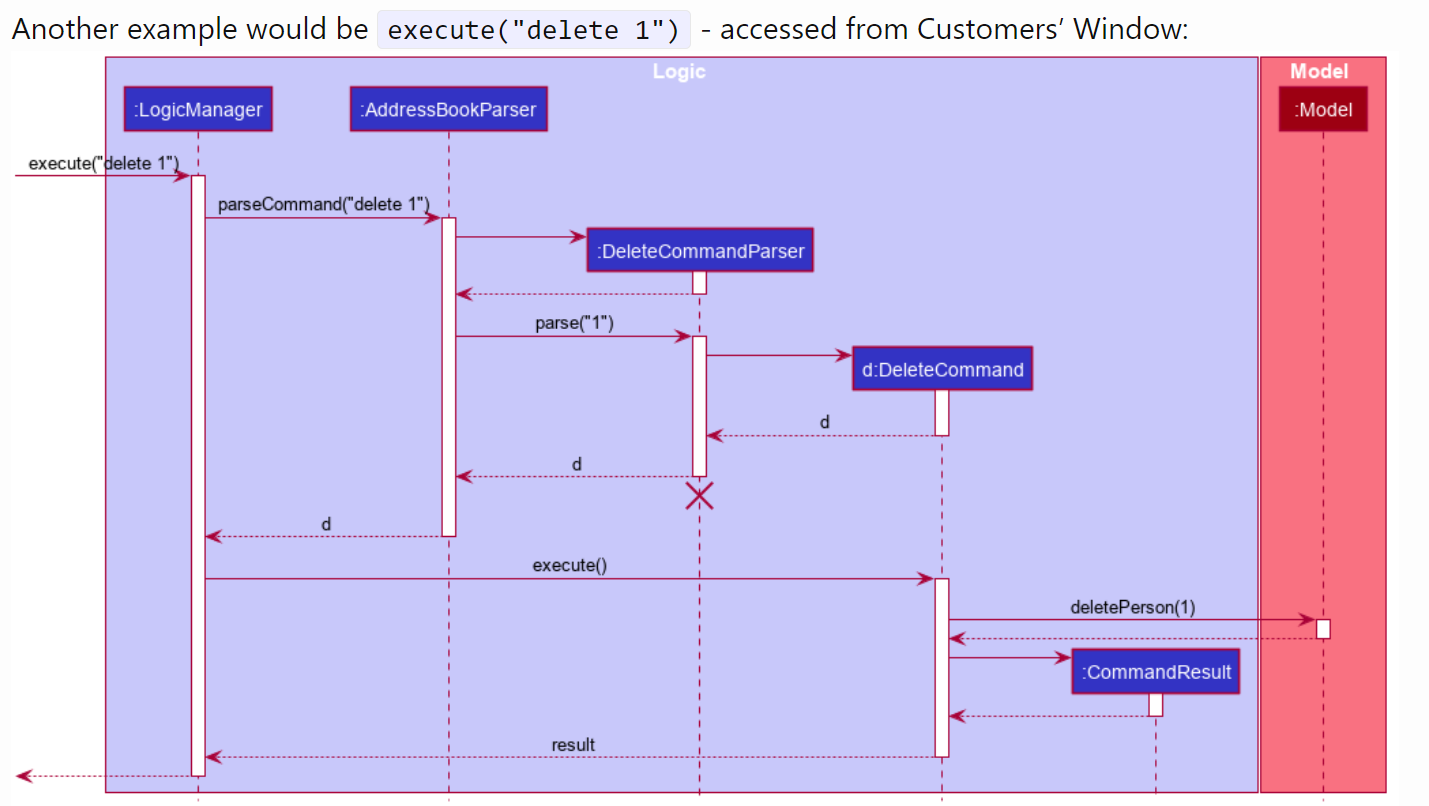 Another example would be execute("delete 1") - accessed from Customers’ Window:
Logic
Model
:LogicManager
:AddressBookParser
:Model
execute("delete 1")
parseCommand("delete 1")
:DeleteCommandParser
parse("1")
d:DeleteCommand
d
d
d
execute()
deletePerson(1)
:CommandResult
result